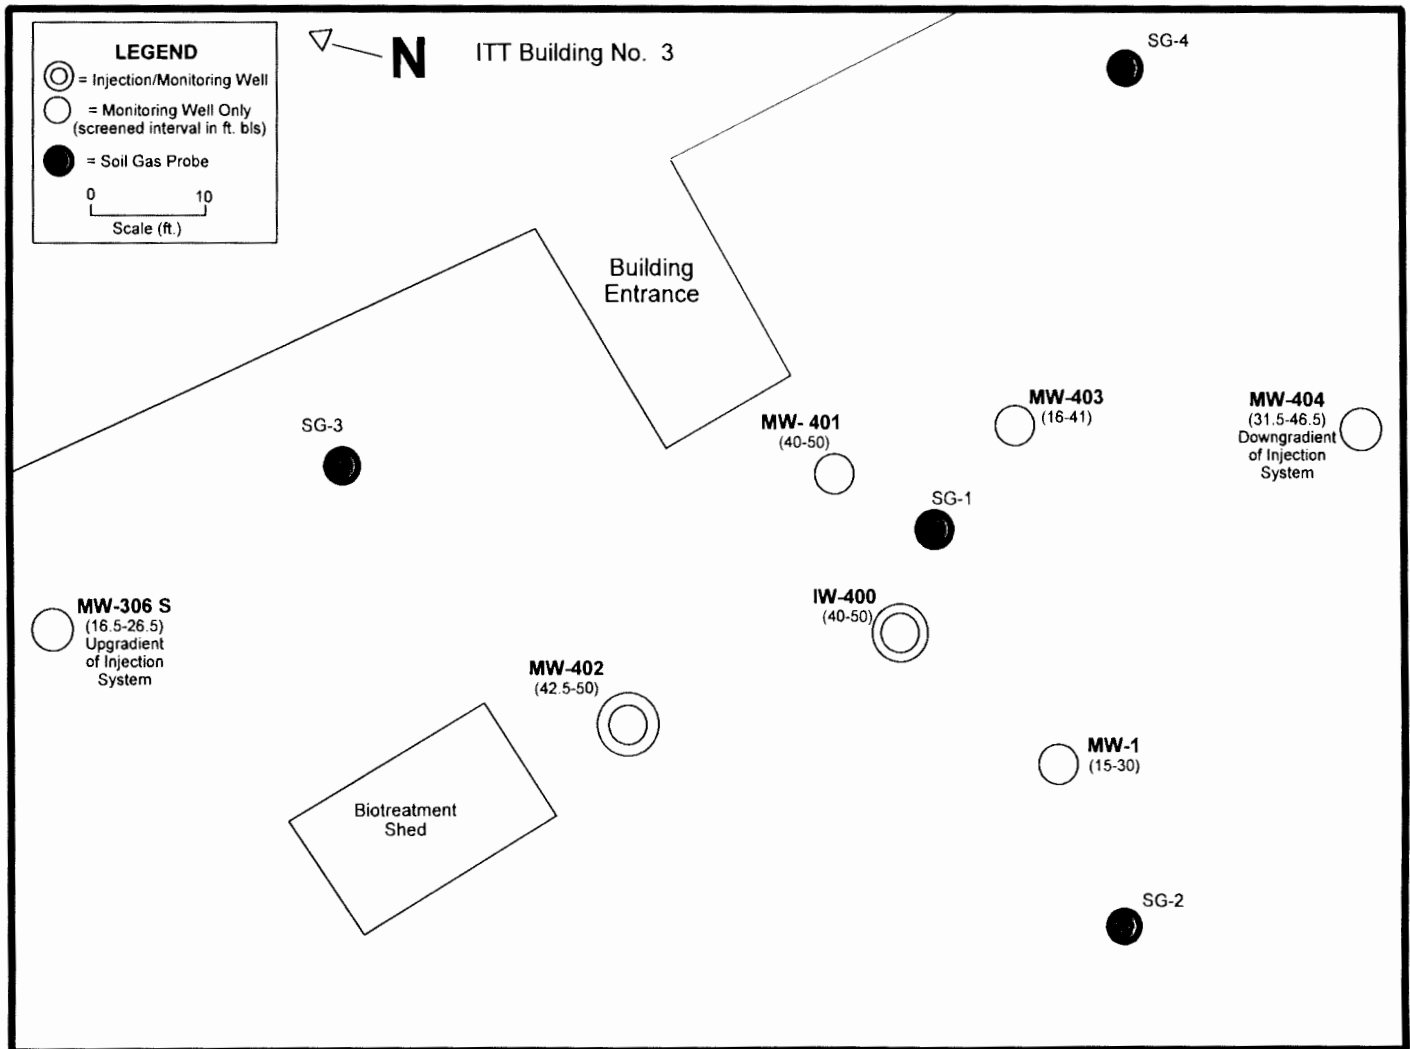 LEGEND
= Injection/Monitoring Well
= Monitoring Well Only
(screened interval in ft. bls)
= Soil Gas Probe
0 10
Scale (ft.)
N
ITT Building No. 3
SG-4
Building
Entrance
SG-3
MW- 401
(40-50)
MW-403
(16-41)
MW-404
(31.5-46.5)
Downgradient
of Injection
System
SG-1
MW-306 S
(16.5-26.5)
Upgradient
of Injection
System
IW-400
(40-50)
MW-402
(42.5-50)
MW-1
(15-30)
Biotreatment
Shed
SG-2